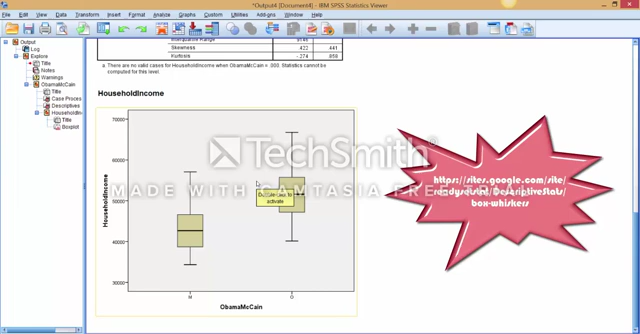 *Output4 [Document4] - IBM SPSS Statistics Viewer
File Edit View Data Transform Insert Format Analyze Graphs Custom Utilities Add-ons Window Help
Output
Log
Explore
Title
Notes
Warnings
ObamaMcCain
Title
Case Proces
Descriptives
HouseholdIn
Title
Boxplot
Interquartile Range 9146
Skewness .422 .441
Kurtosis -.274 .858
a. There are no valid cases for HouseholdIncome when ObamaMcCain = .000. Statistics cannot be
computed for this level.
HouseholdIncome
70000
60000
50000
40000
30000
HouseholdIncome
M O
ObamaMcCain
Double-click to
activate
TechSmith
MADE WITH CAMTASIA FREE TRIAL
https://sites.google.com/site/
/DescriptiveStats/
box-whiskers